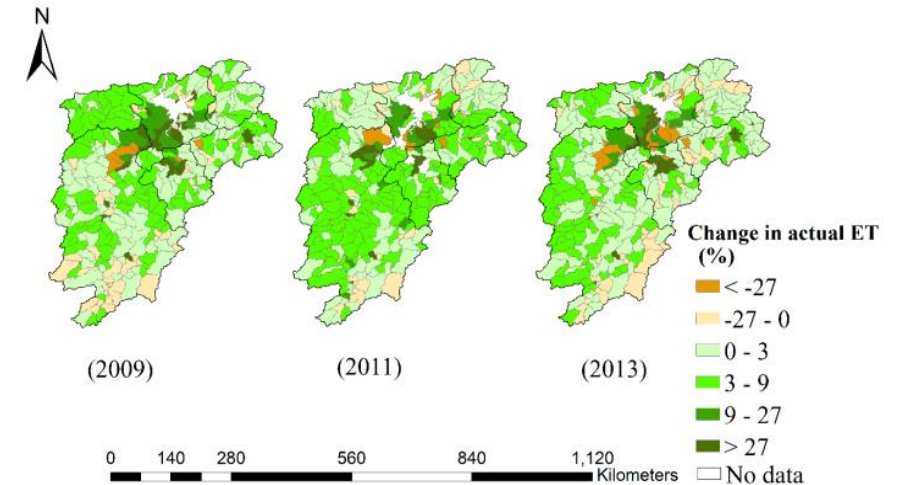 N
Change in actual ET
(%)
< -27
-27 - 0
0 - 3
3 - 9
9 - 27
> 27
No data
(2009)
(2011)
(2013)
0 140 280 560 840 1,120
Kilometers